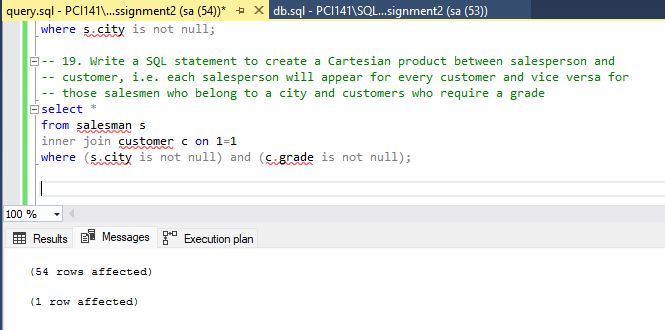 query.sql - PCI141\...ssignment2 (sa (54))* db.sql - PCI141\SQL...signment2 (sa (53))
where s.city is not null;
-- 19. Write a SQL statement to create a Cartesian product between salesperson and
-- customer, i.e. each salesperson will appear for every customer and vice versa for
-- those salesmen who belong to a city and customers who require a grade
select *
from salesman s
inner join customer c on 1=1
where (s.city is not null) and (c.grade is not null);
100 %
Results Messages Execution plan
(54 rows affected)
(1 row affected)